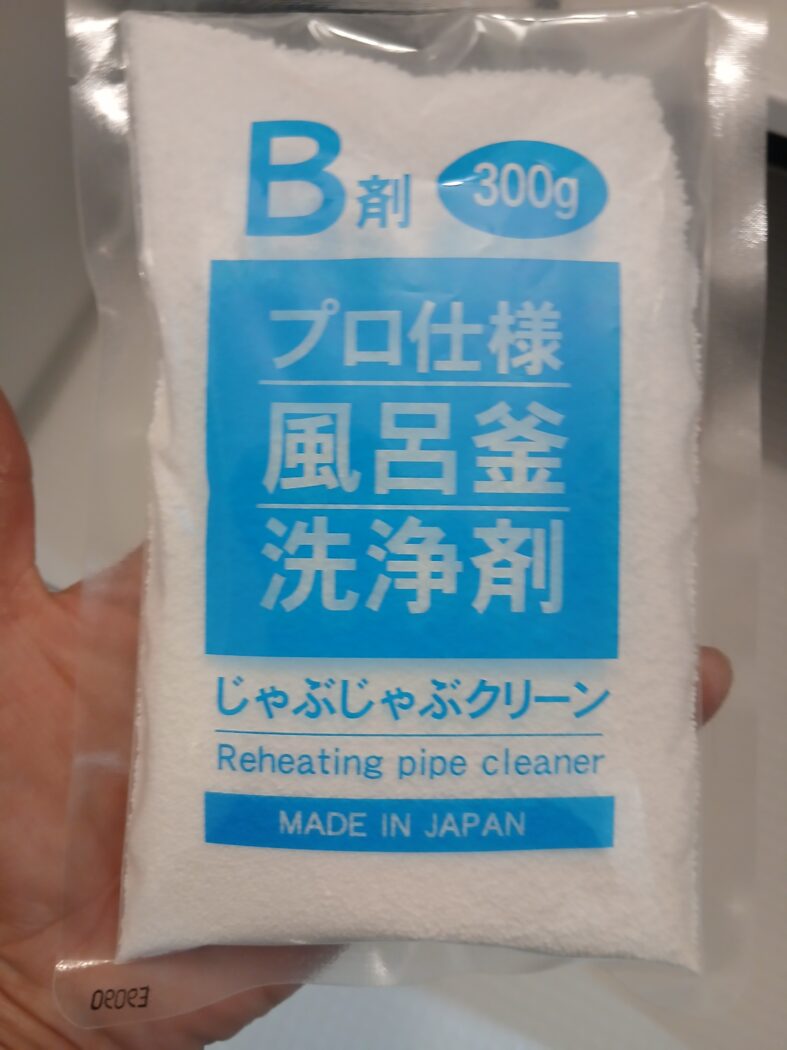 B剤
300g
プロ仕様
風呂釜
洗浄剤
じゃぶじゃぶクリーン
Reheating pipe cleaner
MADE IN JAPAN